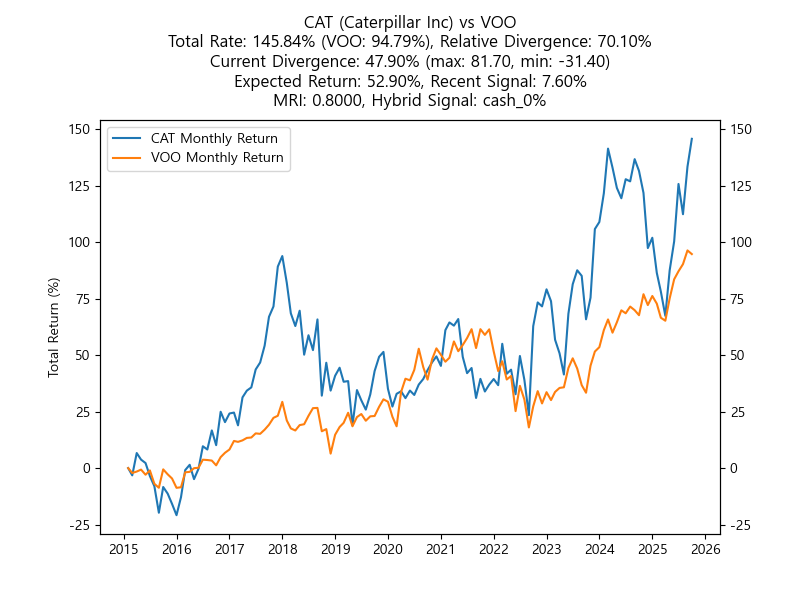 CAT (Caterpillar Inc) vs VOO
Total Rate: 145.84% (VOO: 94.79%), Relative Divergence: 70.10%
Current Divergence: 47.90% (max: 81.70, min: -31.40)
Expected Return: 52.90%, Recent Signal: 7.60%
MRI: 0.8000, Hybrid Signal: cash_0%
CAT Monthly Return
VOO Monthly Return
Total Return (%)
150
125
100
75
50
25
0
-25
150
125
100
75
50
25
0
-25
2015 2016 2017 2018 2019 2020 2021 2022 2023 2024 2025 2026